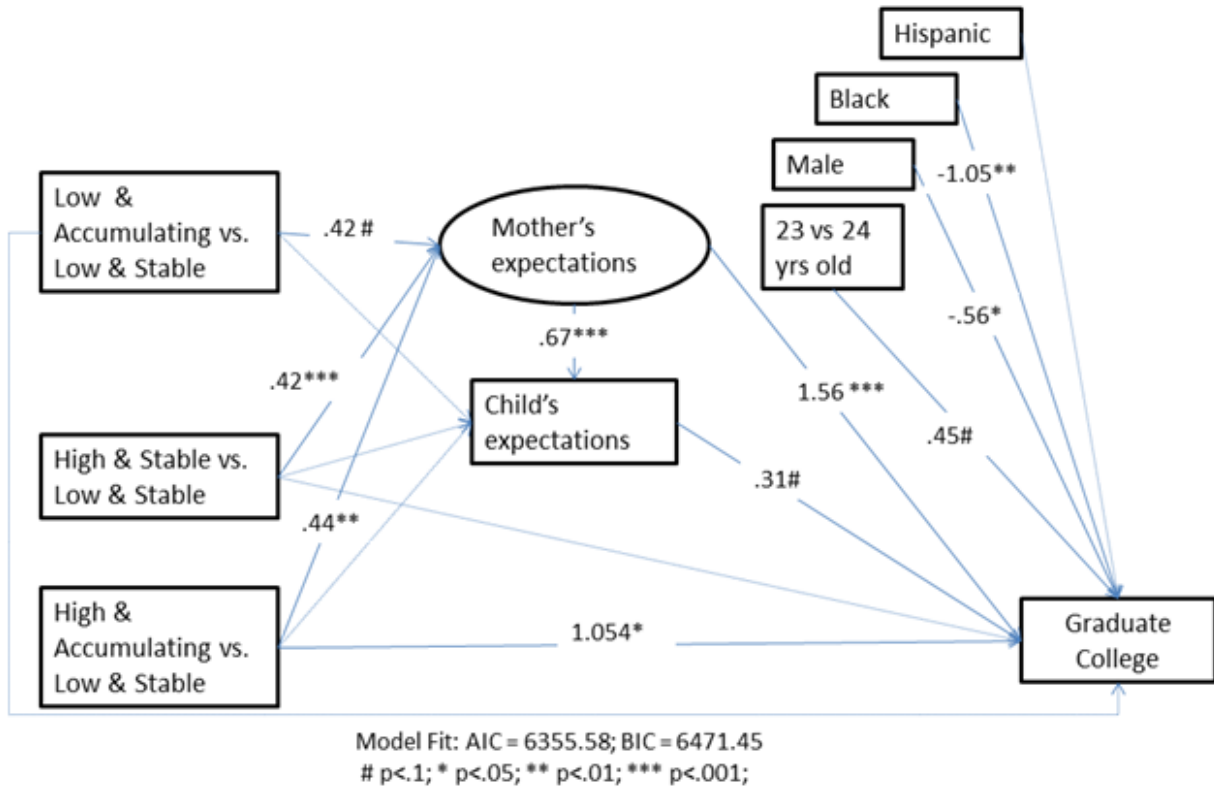 Hispanic
Black
Male
23 vs 24
yrs old
-1.05**
-.56*
.45#
Low & 
Accumulating vs.
Low & Stable
.42 #
Mother's
expectations
.67***
.42***
Child's
expectations
1.56 ***
High & Stable vs.
Low & Stable
.31#
.44**
High &
Accumulating vs.
Low & Stable
1.054*
Graduate
College
Model Fit: AIC = 6355.58; BIC = 6471.45
# p<.1; * p<.05; ** p<.01; *** p<.001;